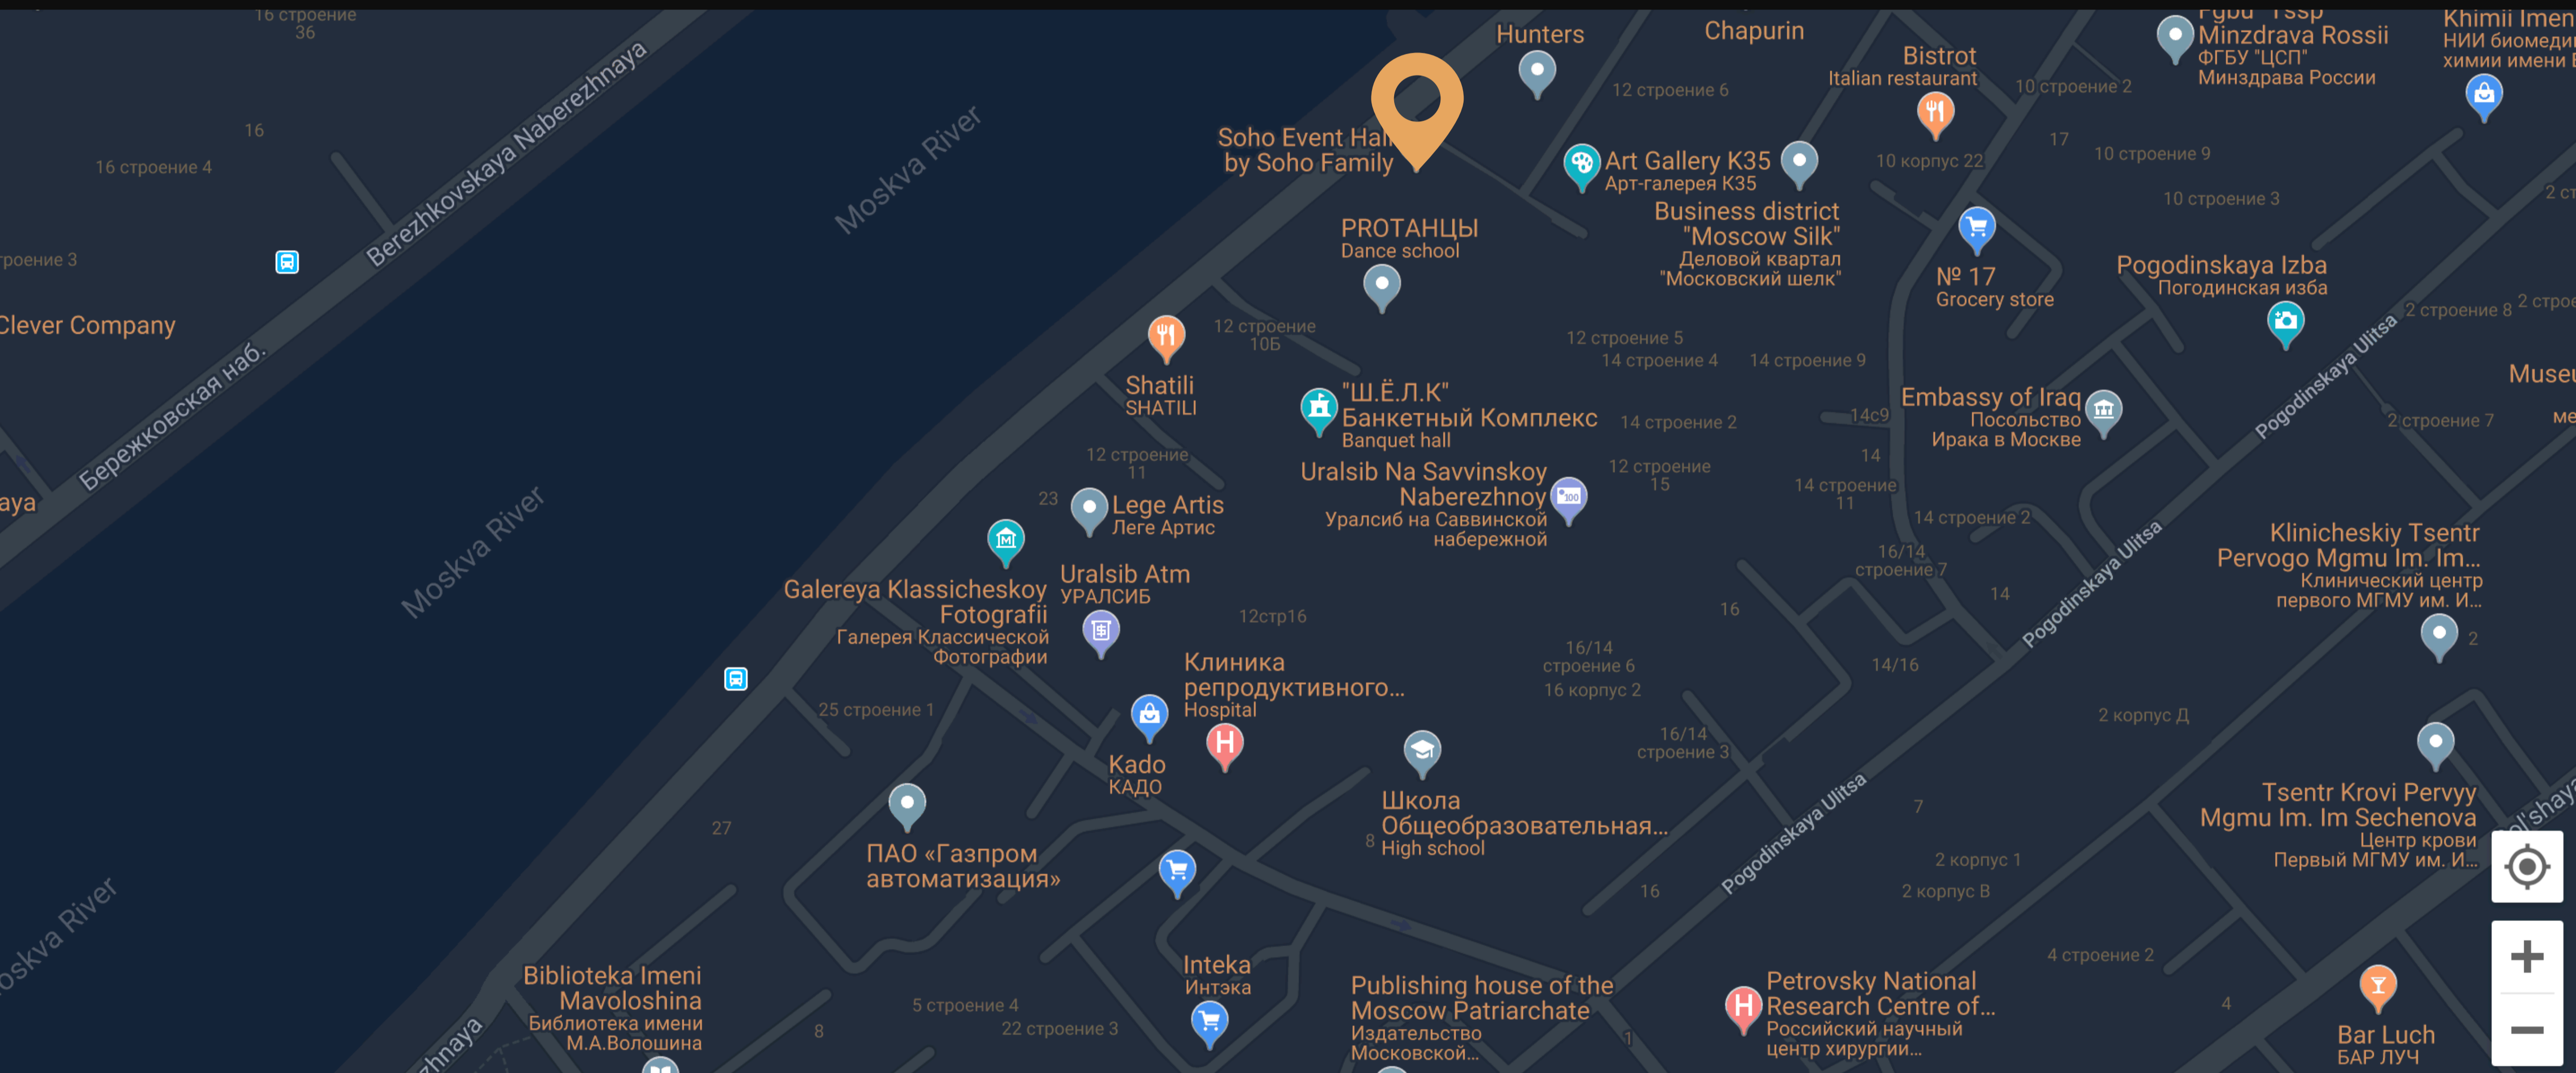 16 строение
36
Berezhkovskaya Naberezhnaya
16
16 строение 4
Moskva River
Hunters
Chapurin
12 строение 6
Bistrot
Italian restaurant
10 строение 2
Minzdrava Rossii
ФГБУ "ЦСП"
Минздрава России
Khimii Imen
НИИ биомеди
химии имени
Soho Event Hall
by Soho Family
Art Gallery K35
Арт-галерея К35
10 корпус 22
17
10 строение 9
10 строение 3
2 ст
PROТАНЦЫ
Dance school
Business district
"Moscow Silk"
Деловой квартал
"Московский шелк"
№ 17
Grocery store
Pogodinskaya Izba
Погодинская изба
троение 3
Clever Company
Бережковская наб.
aya
Moskva River
12 строение
10Б
Shatili
SHATILI
12 строение 5
14 строение 4
14 строение 9
2 строение 8
2 строе
Pogodinskaya Ulitsa
Museu
ме
2 строение 7
"Ш.Ё.Л.К"
Банкетный Комплекс
Banquet hall
14 строение 2
14с9
14
Embassy of Iraq
Посольство
Ирака в Москве
12 строение
11
23
Lege Artis
Леге Артис
Uralsib Na Savvinskoy
Naberezhnoy
Уралсиб на Саввинской
набережной
100
12 строение
15
14 строение
11
14 строение 2
16/14
строение 7
14
Pogodinskaya Ulitsa
Klinicheskiy Tsentr
Pervogo Mgmu Im. Im...
Клинический центр
первого МГМУ им. И...
2
Galereya Klassicheskoy
Fotografii
Галерея Классической
Фотографии
Uralsib Atm
УРАЛСИБ
12стр16
16
16/14
строение 6
16 корпус 2
14/16
Клиника
репродуктивного...
Hospital
H
25 строение 1
Kado
КАДО
16/14
строение 3
2 корпус Д
Школа
Общеобразовательная...
High school
8
Pogodinskaya Ulitsa
7
2 корпус 1
2 корпус В
16
Tsentr Krovi Pervyy
Mgmu Im. Im Sechenova
Центр крови
Первый МГМУ им. И...
ol'shaya
27
ПАО «Газпром
автоматизация»
oskva River
Biblioteka Imeni
Mavoloshina
Библиотека имени
М.А.Волошина
zhnaya
5 строение 4
22 строение 3
8
Inteka
Интэка
Publishing house of the
Moscow Patriarchate
Издательство
Московской...
1
H
Petrovsky National
Research Centre of...
Российский научный
центр хирургии...
4 строение 2
4
Bar Luch
БАР ЛУЧ